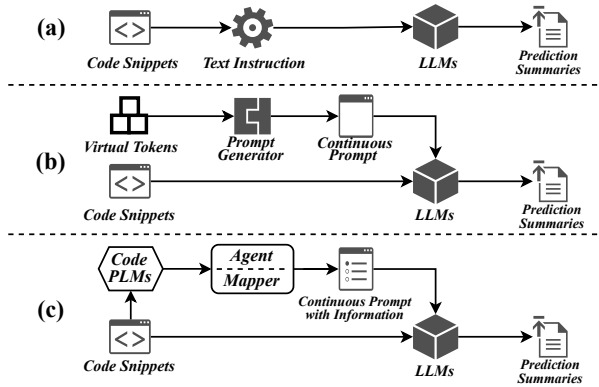 (a)
Code Snippets
Text Instruction
LLMs
Prediction
Summaries
(b)
Virtual Tokens
Prompt
Generator
Continuous
Prompt
Code Snippets
LLMs
Prediction
Summaries
(c)
Code
PLMs
Agent
Mapper
Continuous Prompt
with Information
Code Snippets
LLMs
Prediction
Summaries